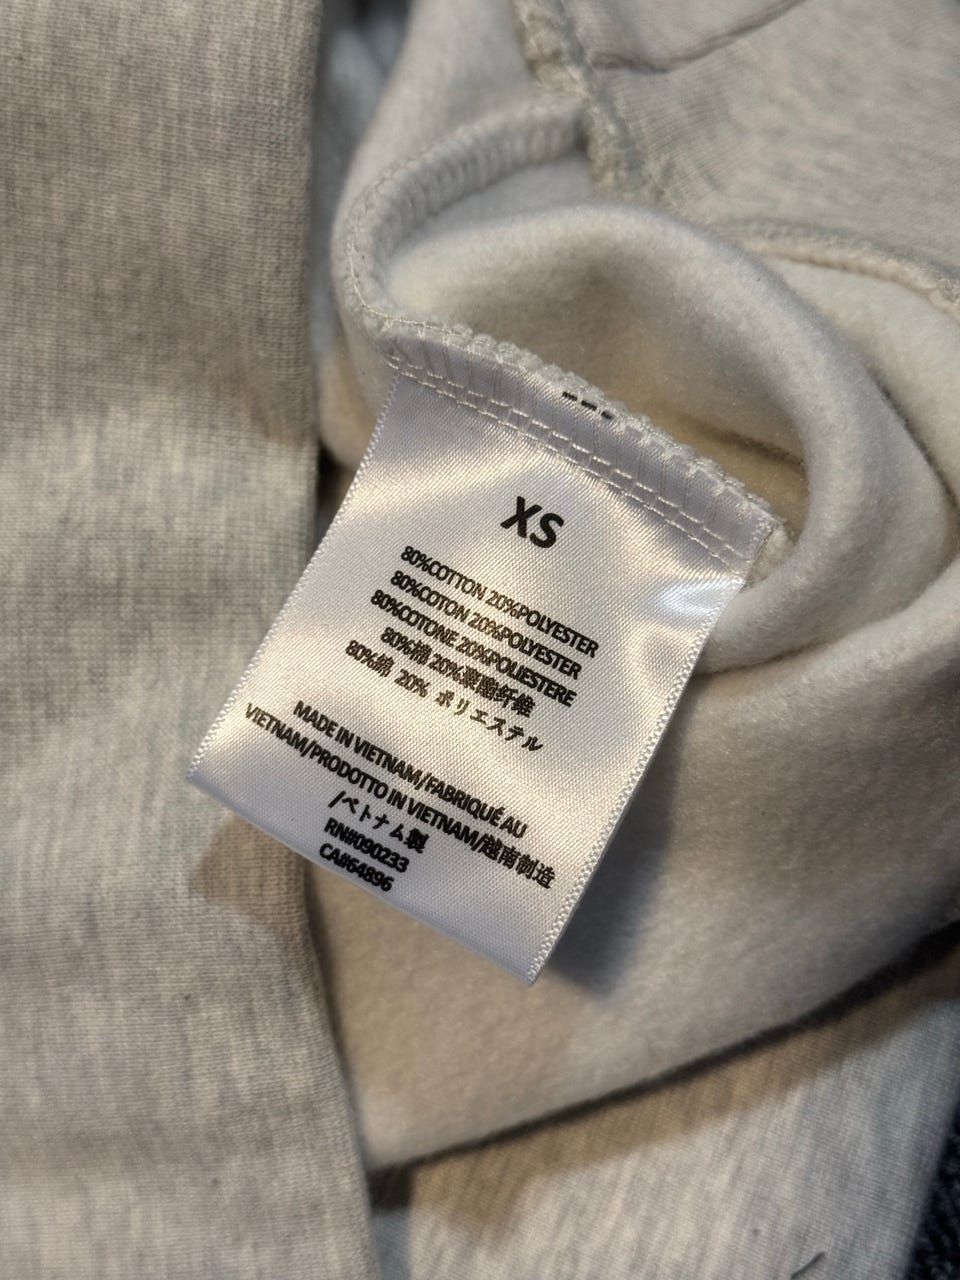 XS
80%COTTON 20%POLYESTER
80%COTON 20%POLYESTER
80%COTONE 20%POLIESTERE
80%棉 20%聚酯纤维
80%綿 20% ポリエステル
MADE IN VIETNAM/FABRIQUÉ AU
VIETNAM/PRODOTTO IN VIETNAM/越南制造
/ベトナム製
RN#090233
CA#64896